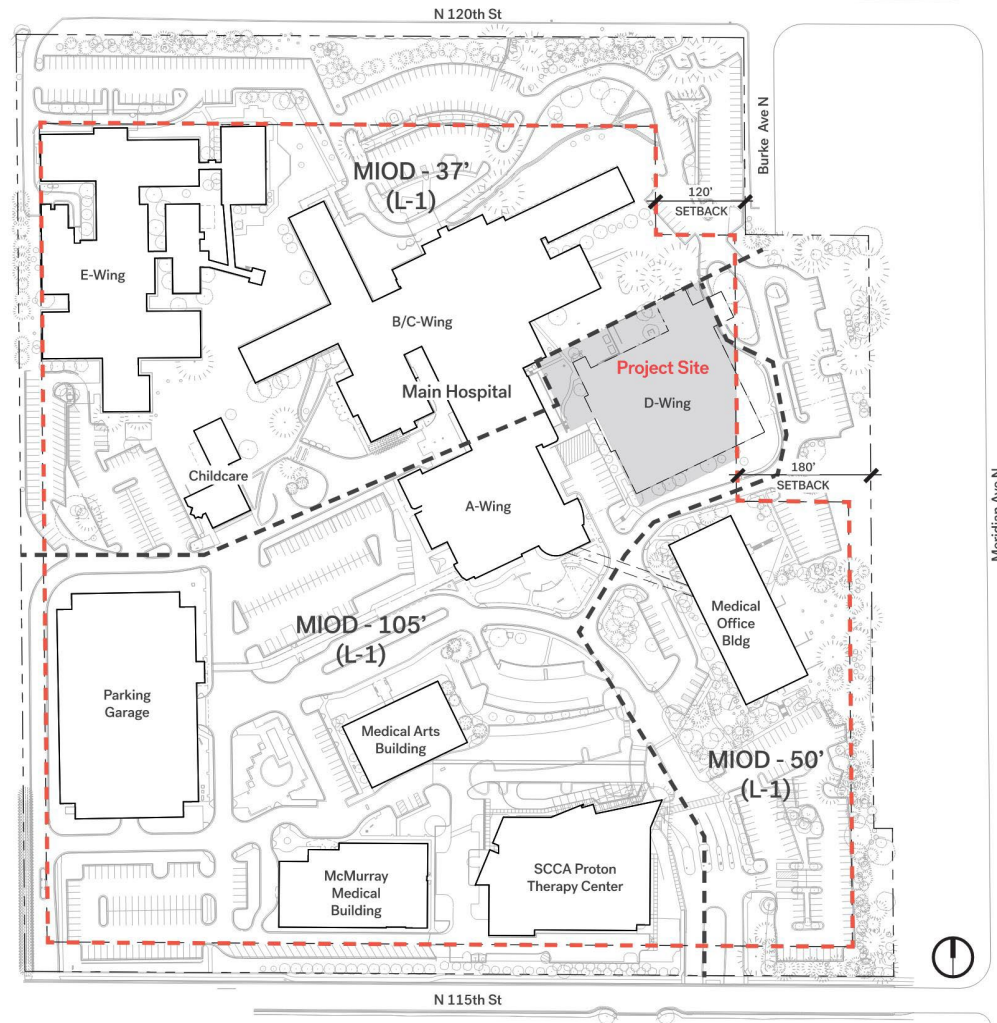 N 120th St
Burke Ave N
MIOD - 37'
(L-1)
120'
SETBACK
E-Wing
B/C-Wing
Main Hospital
Project Site
D-Wing
Childcare
A-Wing
180'
SETBACK
Meridian Ave N
Medical
Office
Bldg
MIOD - 105'
(L-1)
Parking
Garage
Medical Arts
Building
MIOD - 50'
(L-1)
McMurray
Medical
Building
SCCA Proton
Therapy Center
N 115th St